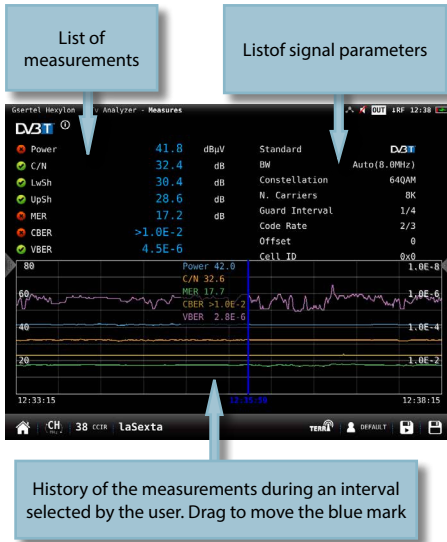 List of
measurements
Listof signal parameters
Gsertel Hexylon
v Analyzer - Measures
OUT
↓RF 12:38
DVB T
Power 41.8 dBµV
C/N 32.4 dB
LwSh 30.4 dB
UpSh 28.6 dB
MER 17.2 dB
CBER >1.0E-2
VBER 4.5E-6
Standard DVB T
BW Auto(8.0MHz)
Constellation 64QAM
N. Carriers 8K
Guard Interval 1/4
Code Rate 2/3
Offset 0
Cell ID 0x0
80 Power 42.0 1.0E-8
C/N 32.6
60 MER 17.7 1.0E-6
CBER >1.0E-2
VBER 2.8E-6
40 1.0E-4
20 1.0E-2
12:33:15 12:38:15
CH 38 CCIR laSexta TERR DEFAULT
History of the measurements during an interval
selected by the user. Drag to move the blue mark